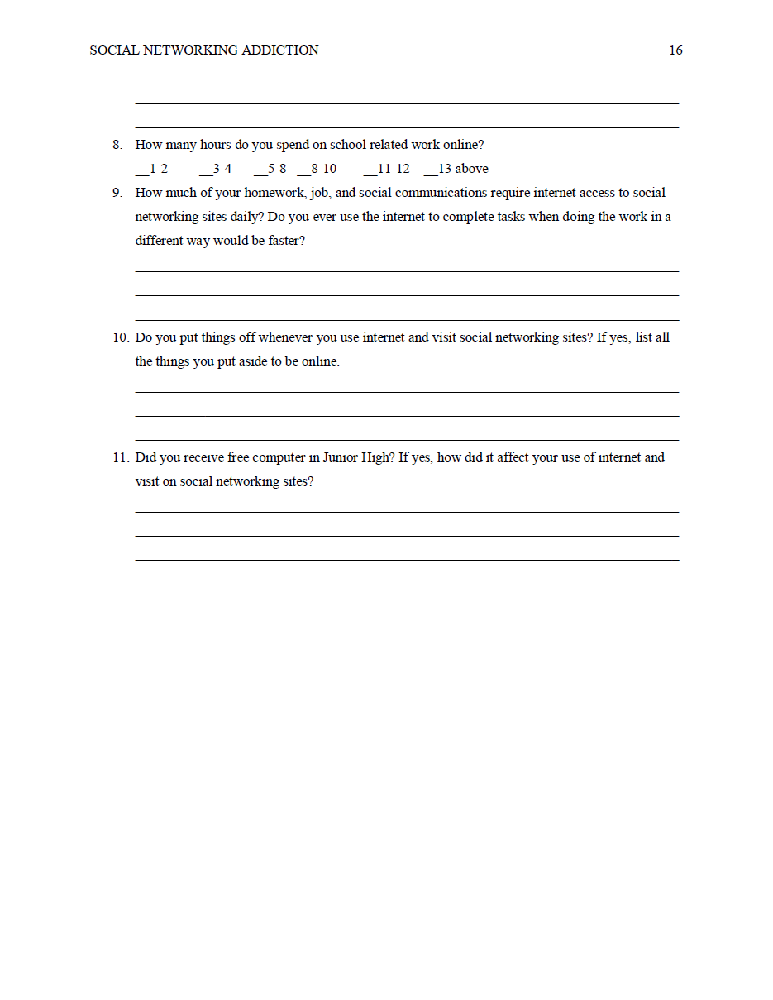 SOCIAL NETWORKING ADDICTION 16
8. How many hours do you spend on school related work online?
__1-2 __3-4 __5-8 __8-10 __11-12 __13 above
9. How much of your homework, job, and social communications require internet access to social
networking sites daily? Do you ever use the internet to complete tasks when doing the work in a
different way would be faster?
10. Do you put things off whenever you use internet and visit social networking sites? If yes, list all
the things you put aside to be online.
11. Did you receive free computer in Junior High? If yes, how did it affect your use of internet and
visit on social networking sites?